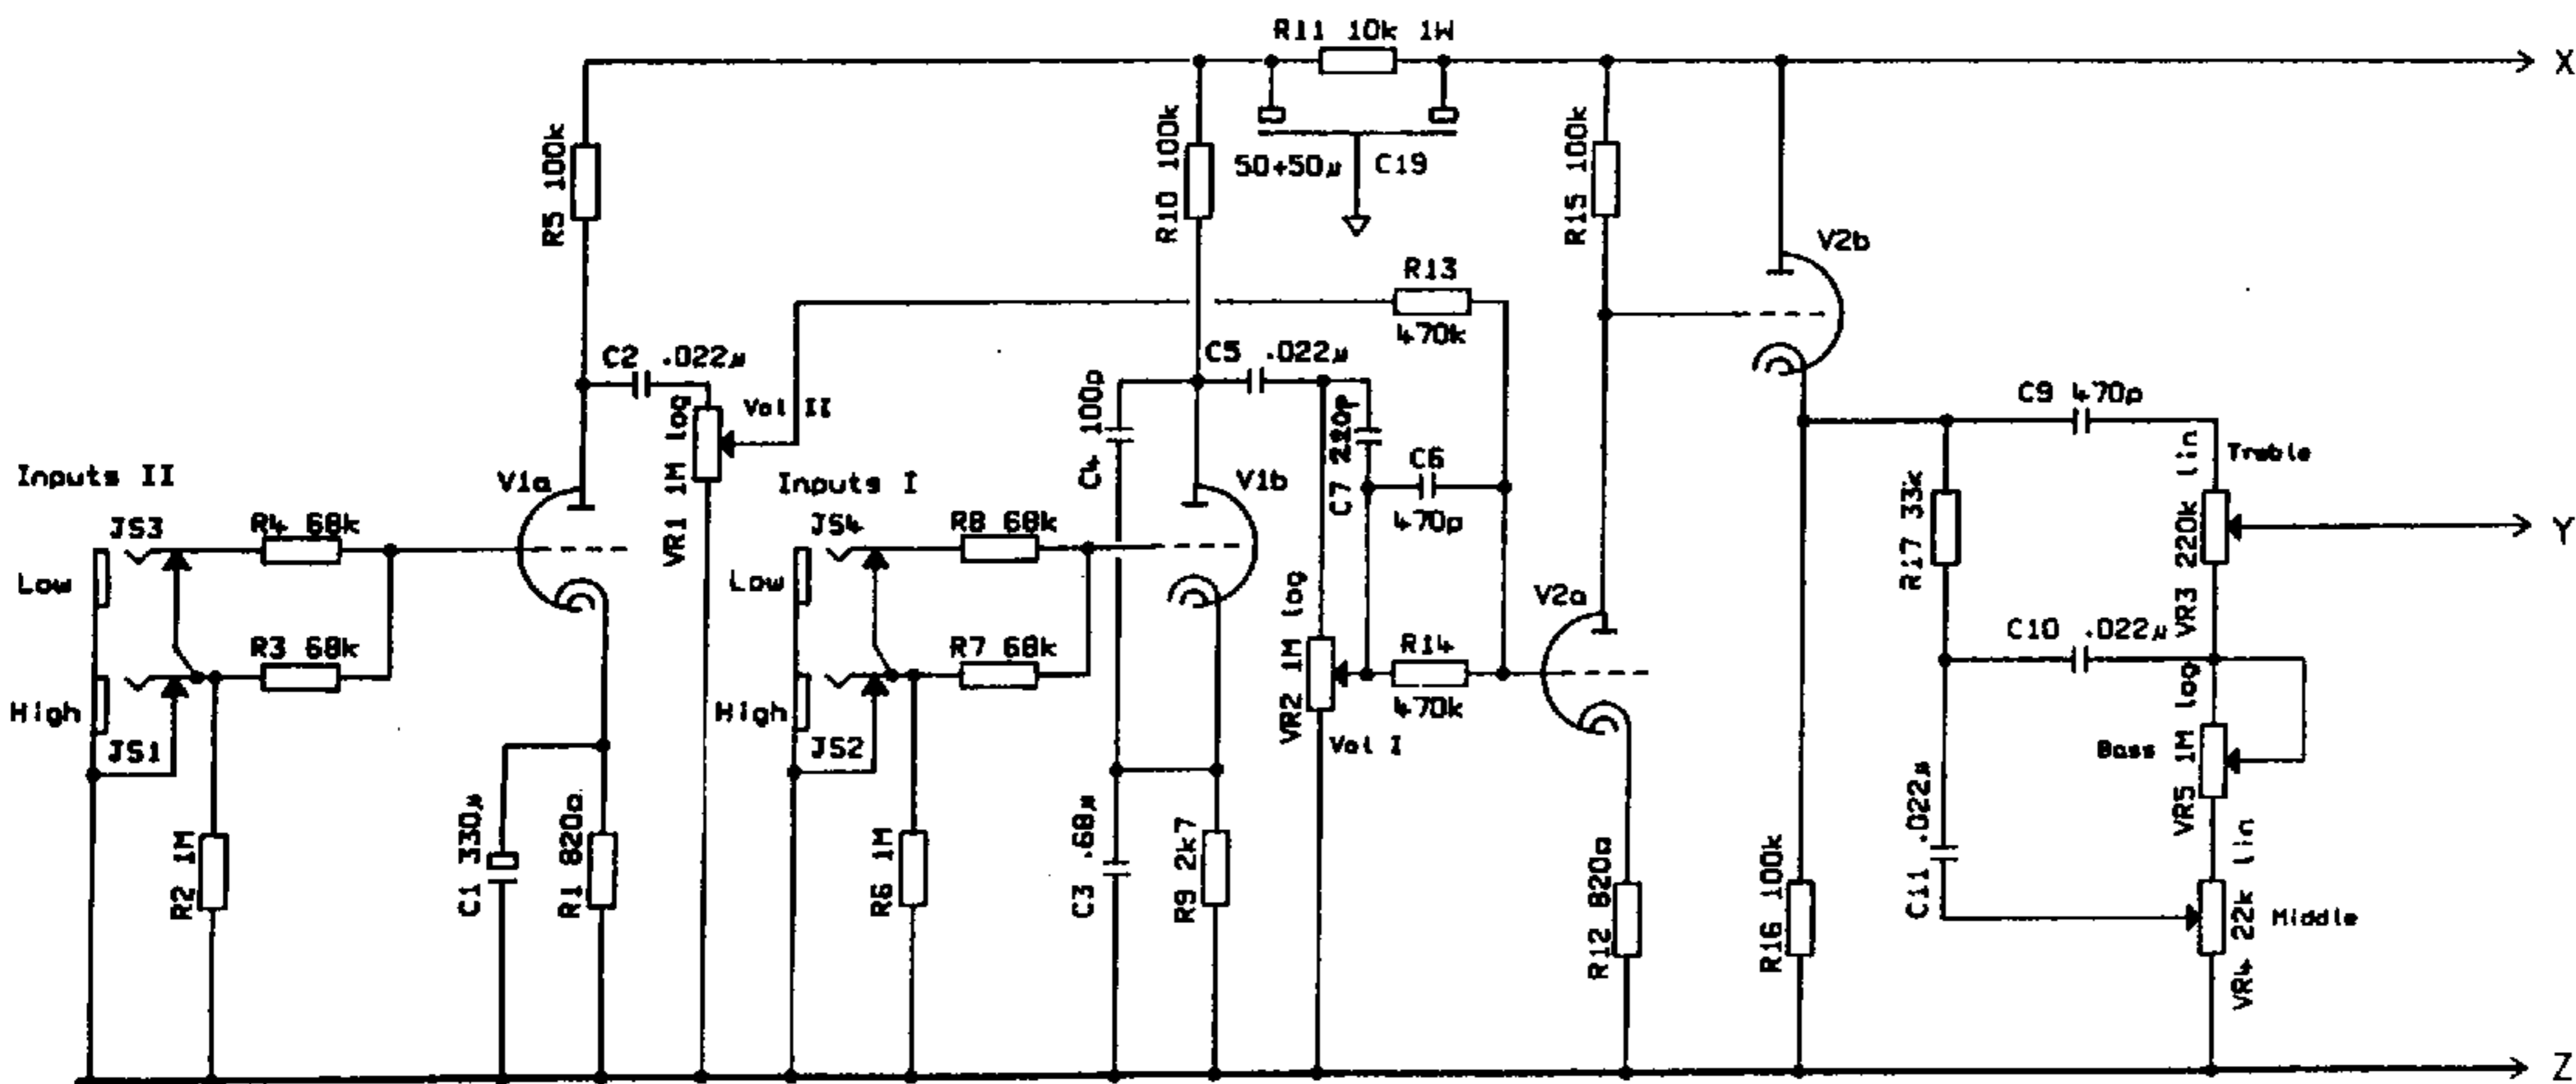 R11 10k 1W
X
R5 100k
R10 100k
50+50µ C19
R15 100k
V2b
R13
470k
C2 .022µ
C5 .022µ
Vol II
VR1 1M log
C4 100p
C7 220p
C6
470p
C9 470p
Treble
VR3 220k lin
Y
Inputs II
V1a
Inputs I
V1b
JS3
R4 68k
JS4
R8 68k
Low
Low
R17 33k
V2a
R3 68k
R7 68k
VR2 1M log
R14
470k
C10 .022µ
High
JS1
High
JS2
Vol I
Bass
VR5 1M log
R2 1M
C1 330µ
R1 820Ω
R6 1M
C3 .68µ
R9 2k7
R12 820Ω
R16 100k
C11 .022µ
VR4 22k lin
Middle
Z